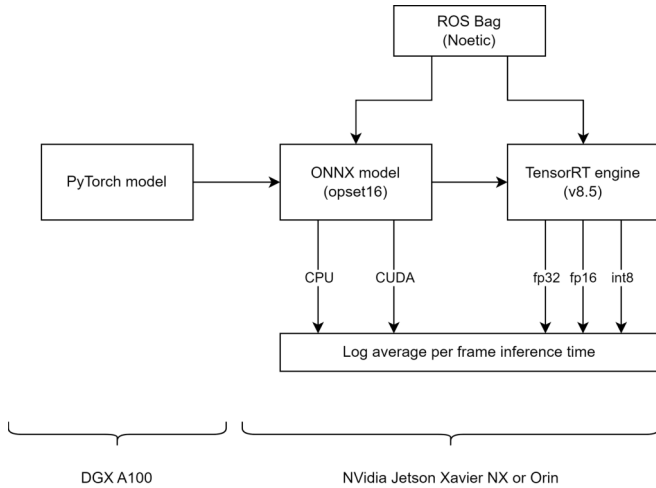 ROS Bag
(Noetic)
PyTorch model
ONNX model
(opset16)
TensorRT engine
(v8.5)
CPU
CUDA
fp32
fp16
int8
Log average per frame inference time
DGX A100
NVidia Jetson Xavier NX or Orin